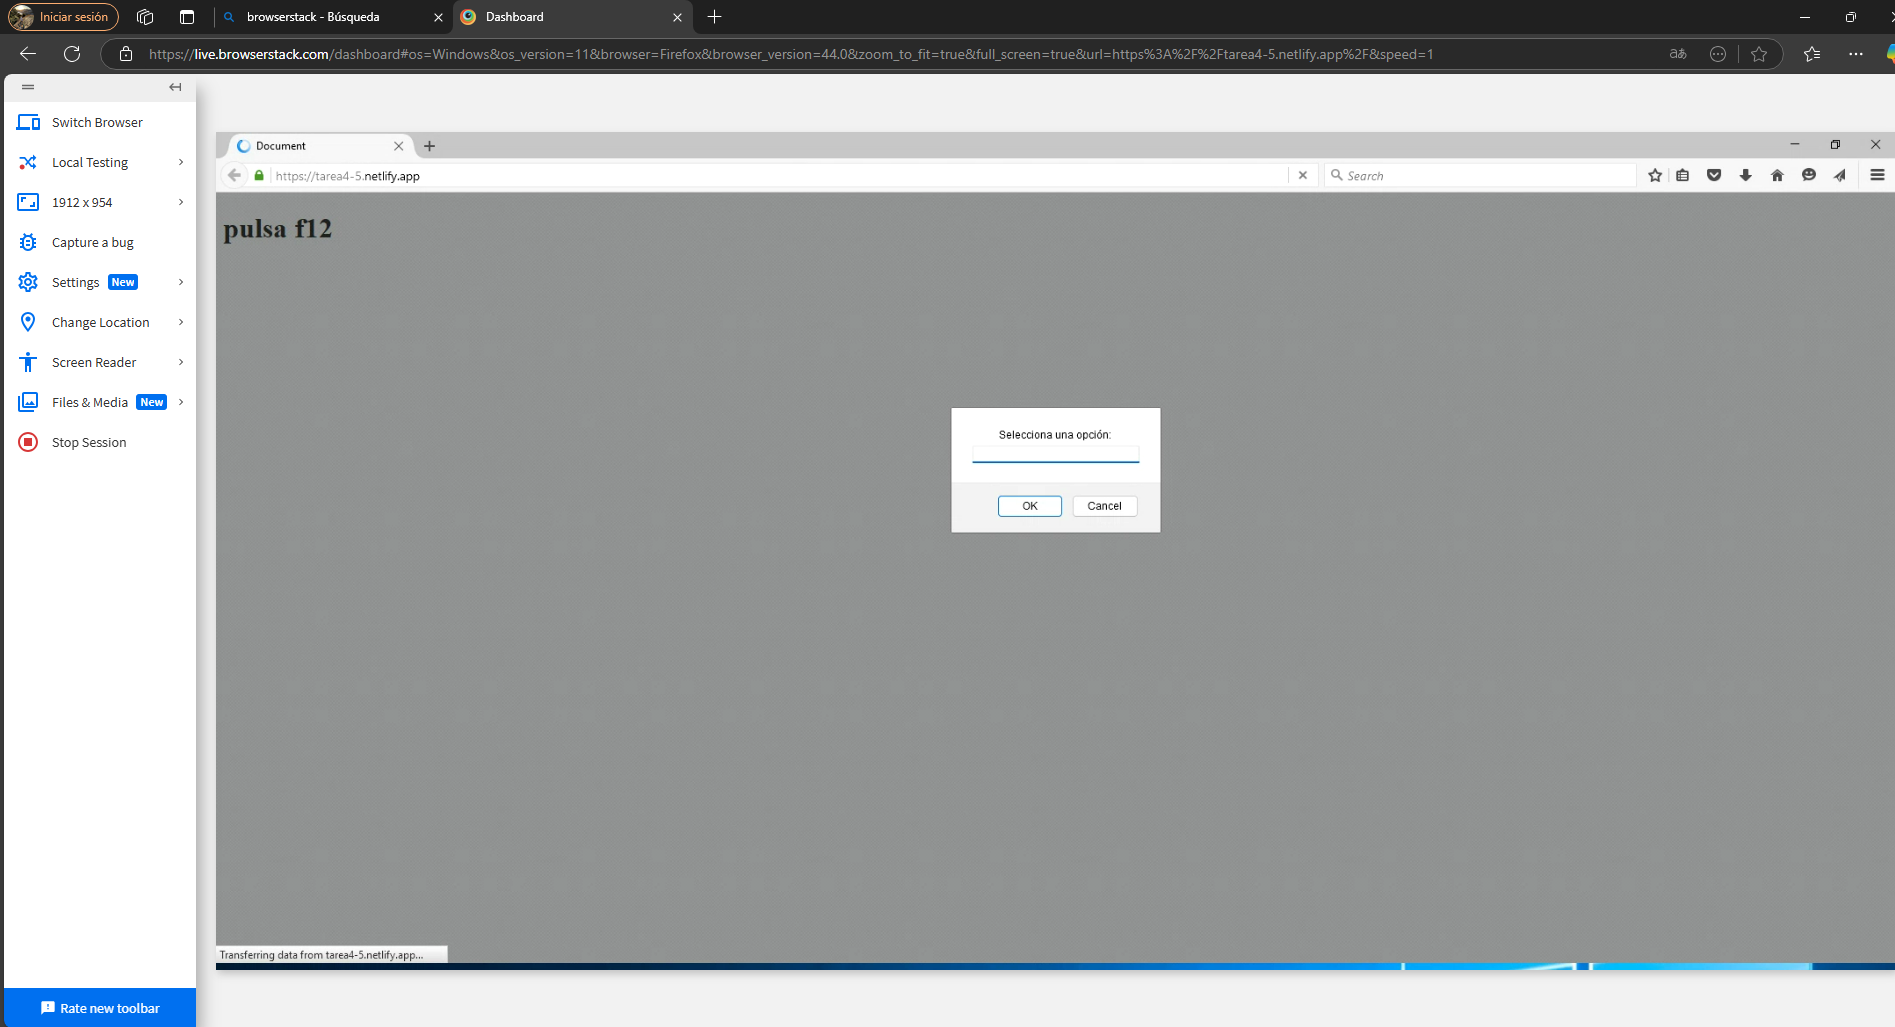 Iniciar sesión
browserstack - Búsqueda
Dashboard
https://live.browserstack.com/dashboard#os=Windows&os_version=11&browser=Firefox&browser_version=44.0&zoom_to_fit=true&full_screen=true&url=https%3A%2F%2Ftarea4-5.netlify.app%2F&speed=1
aあ
Switch Browser
Local Testing
1912 x 954
Capture a bug
Settings New
Change Location
Screen Reader
Files & Media New
Stop Session
Rate new toolbar
Document
https://tarea4-5.netlify.app
Search
pulsa f12
Selecciona una opción:
OK Cancel
Transferring data from tarea4-5.netlify.app...